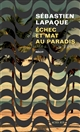 SÉBASTIEN
LAPAQUE
ÉCHEC
ET MAT
AU PARADIS